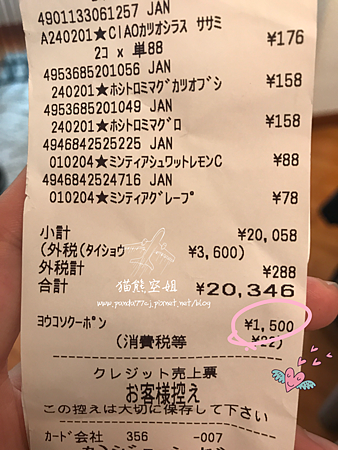 4901133061257 JAN
A240201★CIAOカツオシラス ササミ
2コ x 単88 ¥176
4953685201056 JAN
240201★ホシトロミマグカツオブシ ¥158
4953685201049 JAN
240201★ホシトロミマグロ ¥158
4946842525225 JAN
010204★ミンティアシュワットレモンC ¥88
4946842524716 JAN
010204★ミンティアグレープ ¥78
小計 ¥20,058
(外税(タイショウ ¥3,600)
外税計 ¥288
合計 ¥20,346
猫熊空姐
www.panda77cj.pixnet.net/blog
ヨウコソクーポン ¥1,500
(消費税等
クレジット売上票
お客様控え
この控えは大切に保存して下さい
カード会社 356 -007